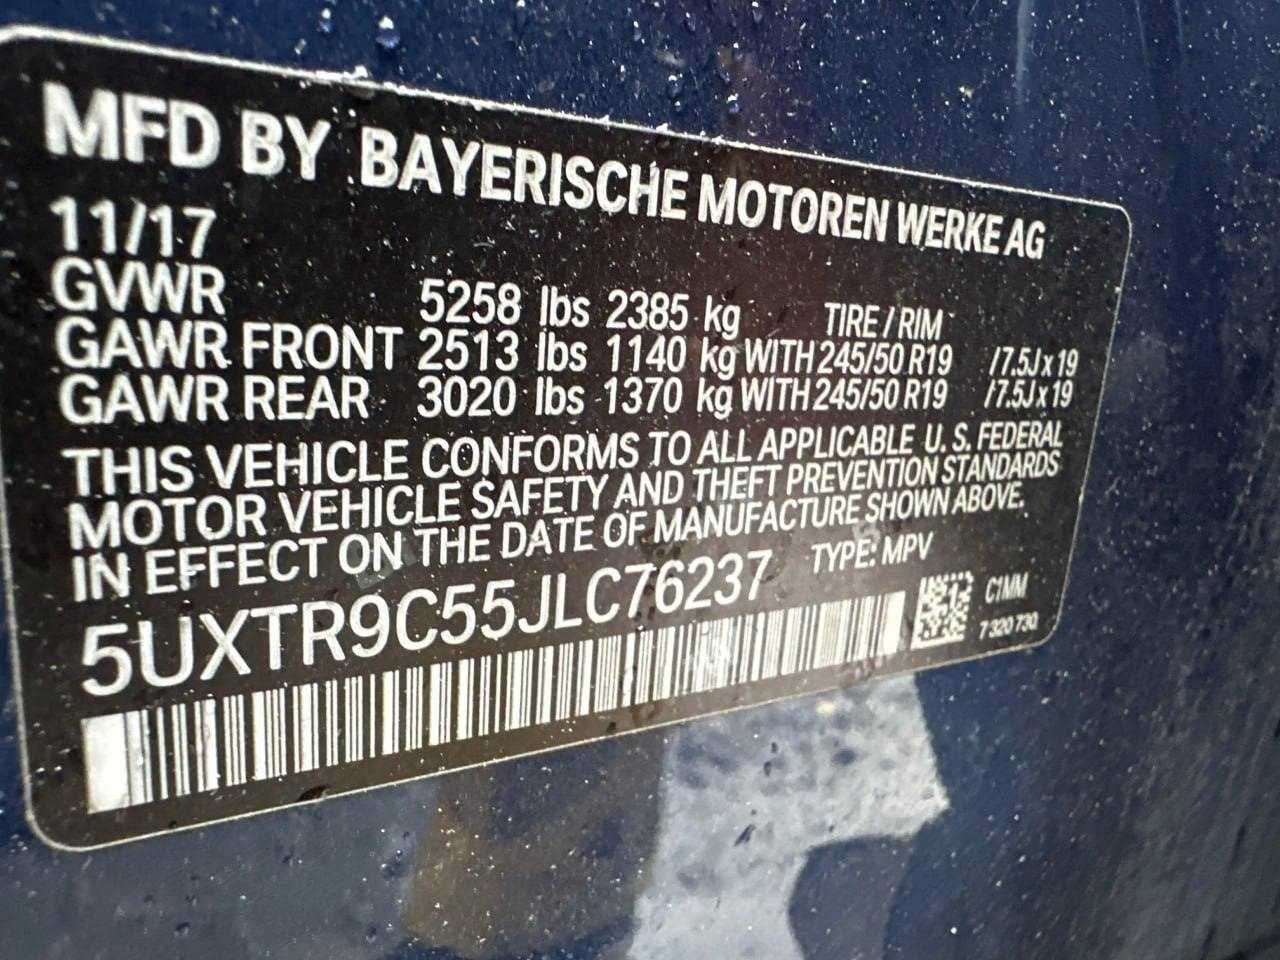 MFD BY BAYERISCHE MOTOREN WERKE AG
11/17
GVWR 5258 lbs 2385 kg TIRE / RIM
GAWR FRONT 2513 lbs 1140 kg WITH 245/50 R19 /7.5J x 19
GAWR REAR 3020 lbs 1370 kg WITH 245/50 R19 /7.5J x 19
THIS VEHICLE CONFORMS TO ALL APPLICABLE U. S. FEDERAL
MOTOR VEHICLE SAFETY AND THEFT PREVENTION STANDARDS
IN EFFECT ON THE DATE OF MANUFACTURE SHOWN ABOVE.
5UXTR9C55JLC76237 TYPE: MPV
C1MM
7 320 730